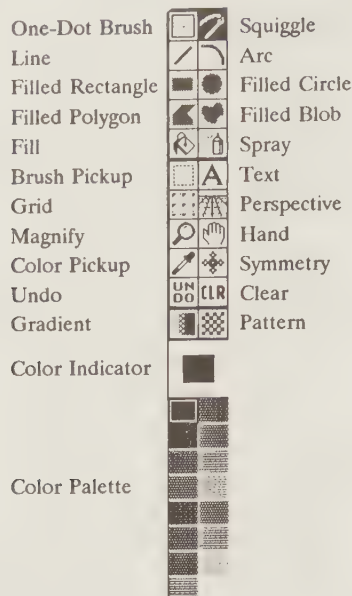 One-Dot Brush Squiggle
Line Arc
Filled Rectangle Filled Circle
Filled Polygon Filled Blob
Fill Spray
Brush Pickup A Text
Grid Perspective
Magnify Hand
Color Pickup Symmetry
Undo UN DO CLR Clear
Gradient Pattern
Color Indicator
Color Palette